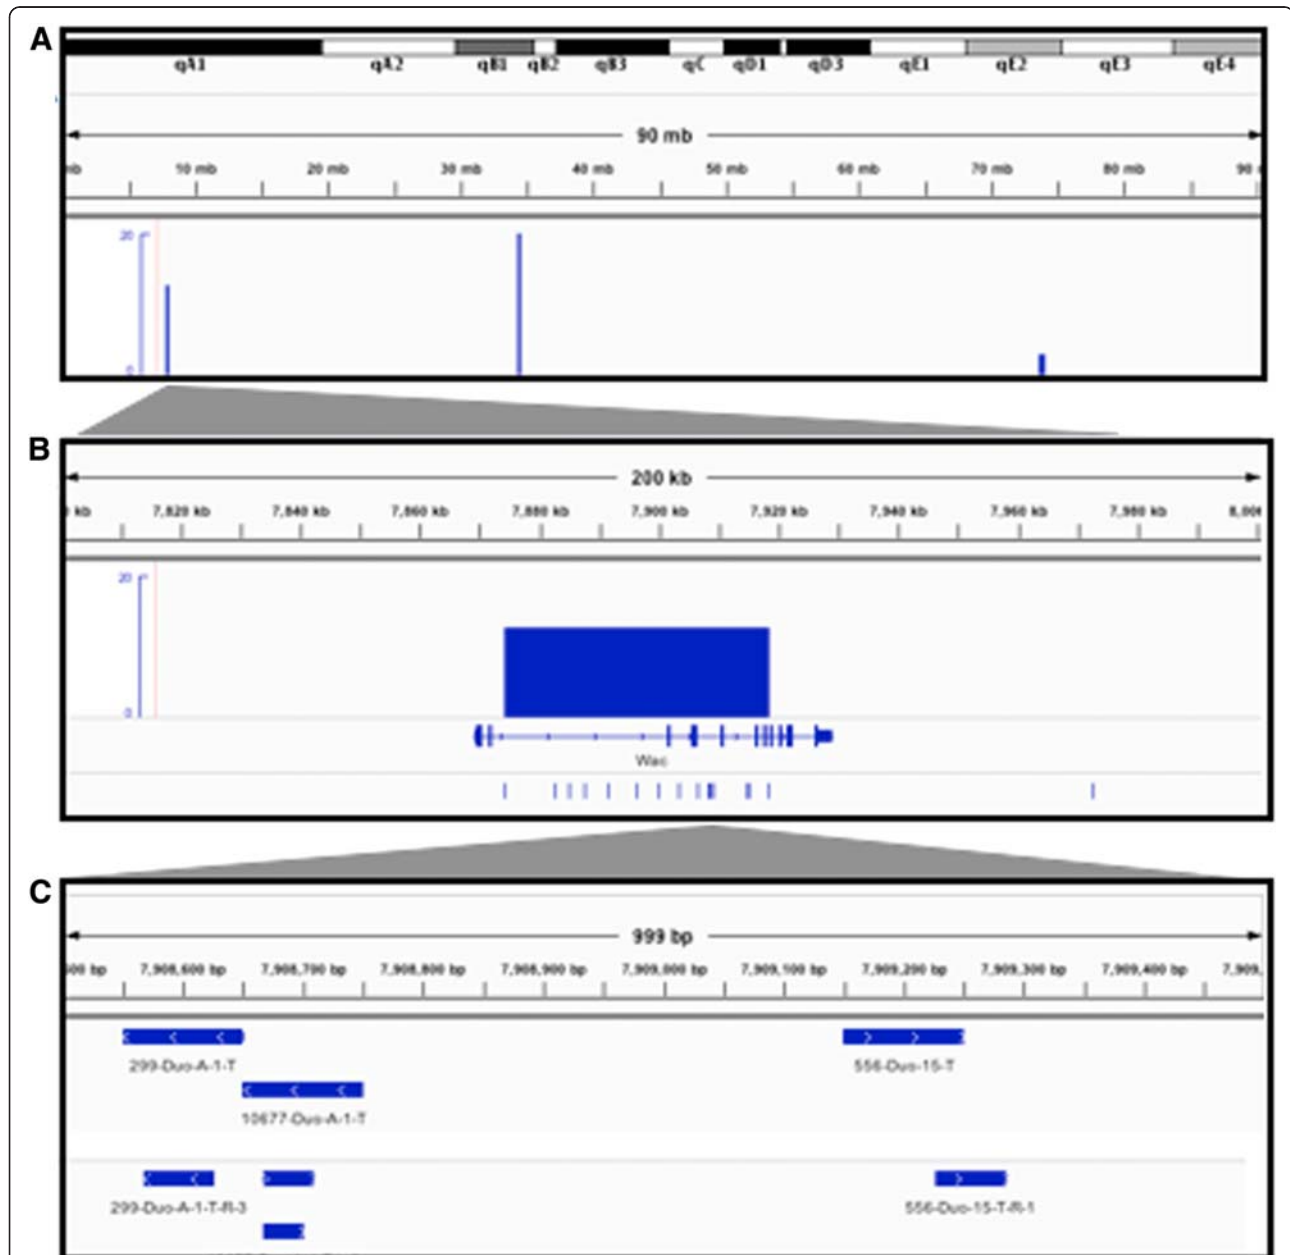 A
qA1 qA2 qB1 qB2 qB3 qC qD1 qD3 qE1 qE2 qE3 qE4
90 mb
10 mb 20 mb 30 mb 40 mb 50 mb 60 mb 70 mb 80 mb 90
20
0
B
200 kb
kb 7,820 kb 7,840 kb 7,860 kb 7,880 kb 7,900 kb 7,920 kb 7,940 kb 7,960 kb 7,980 kb
20
0
Wac
C
999 bp
bp 7,908,600 bp 7,908,700 bp 7,908,800 bp 7,908,900 bp 7,909,000 bp 7,909,100 bp 7,909,200 bp 7,909,300 bp 7,909,400 bp 7,909,
299-Duo-A-1-T
556-Duo-15-T
10677-Duo-A-1-T
299-Duo-A-1-T-R-3
556-Duo-15-T-R-1